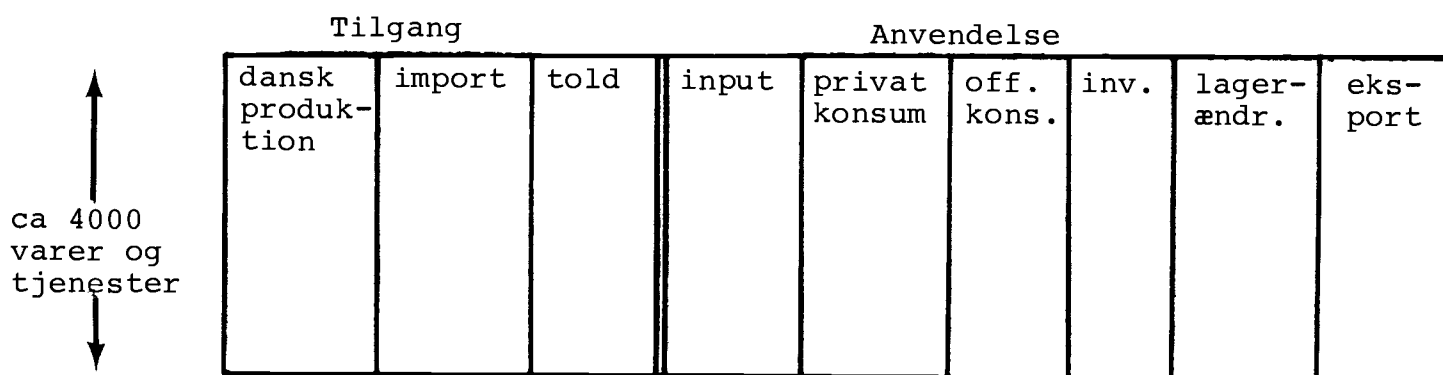 Tilgang Anvendelse
dansk import told input privat off. inv. lager- eks-
produk- konsum kons. ændr. port
tion
ca 4000
varer og
tjenester